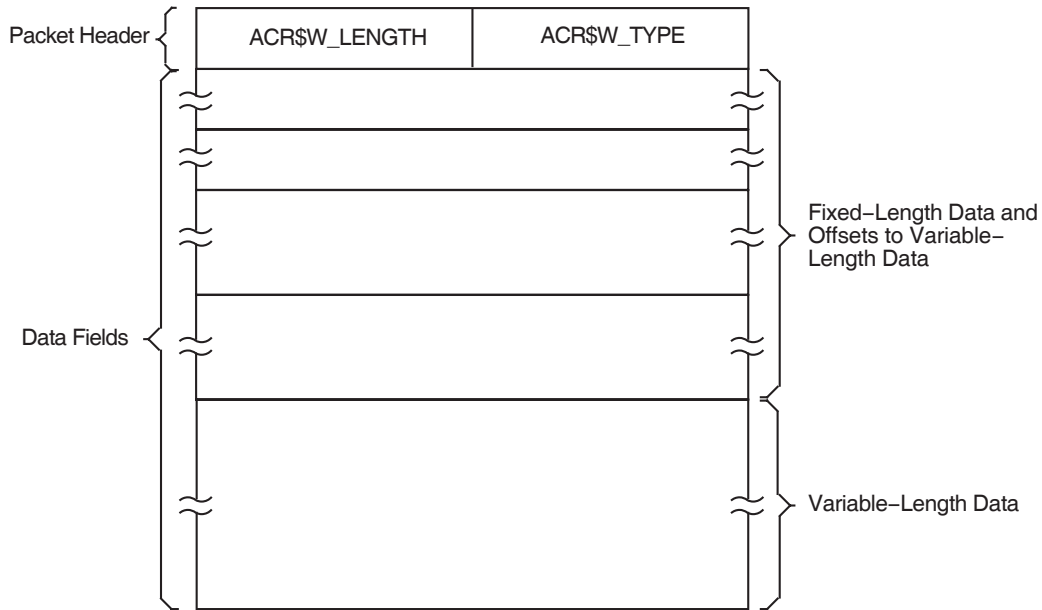 Packet Header
ACR$W_LENGTH
ACR$W_TYPE
Fixed–Length Data and
Offsets to Variable–
Length Data
Data Fields
Variable–Length Data